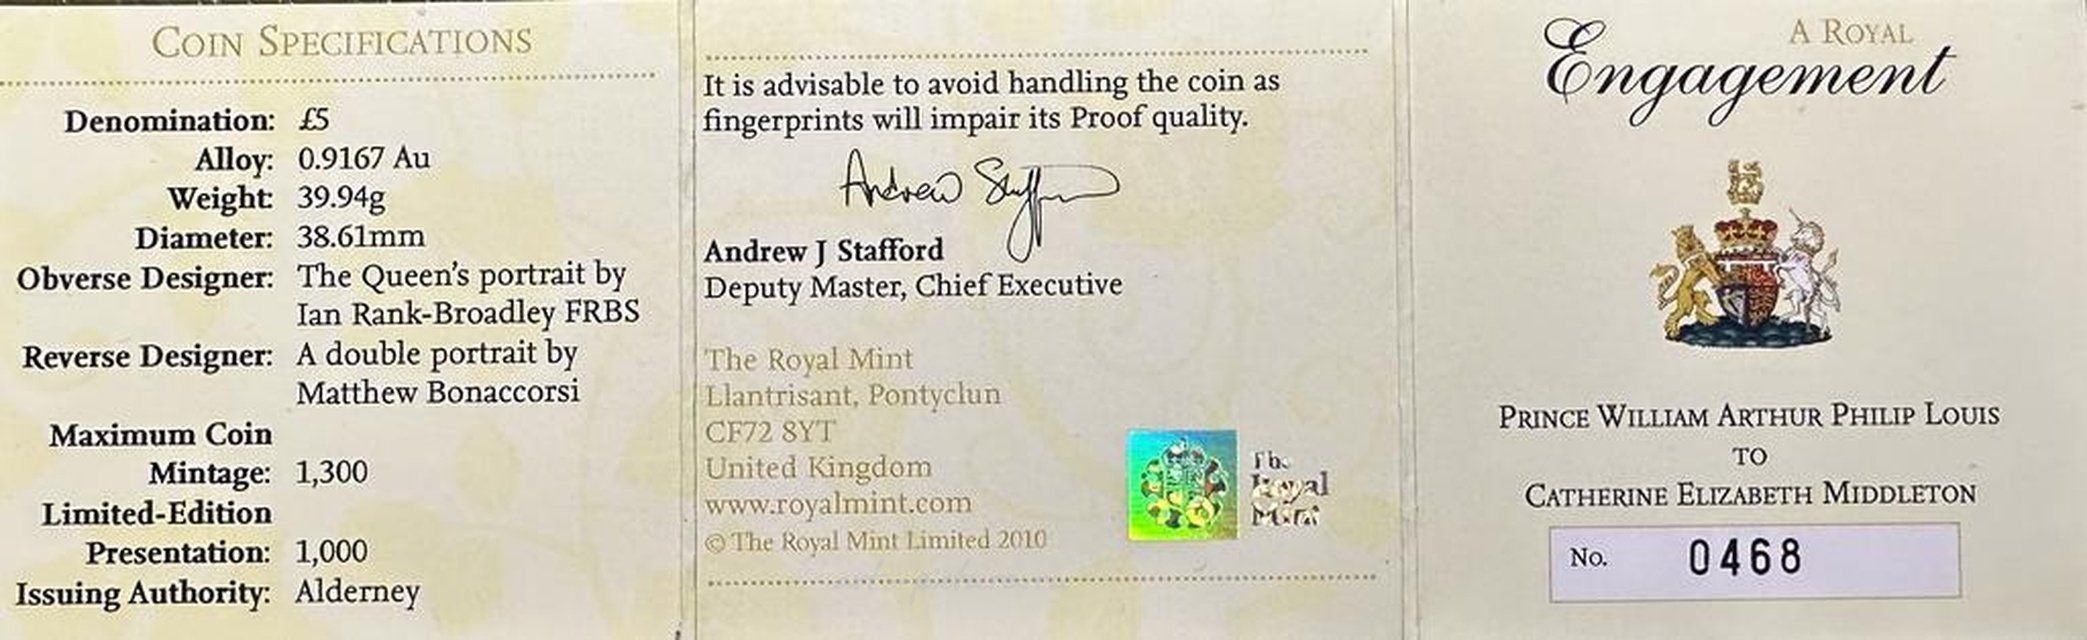 COIN SPECIFICATIONS
Denomination: £5
Alloy: 0.9167 Au
Weight: 39.94g
Diameter: 38.61mm
Obverse Designer: The Queen's portrait by
Ian Rank-Broadley FRBS
Reverse Designer: A double portrait by
Matthew Bonaccorsi
Maximum Coin
Mintage: 1,300
Limited-Edition
Presentation: 1,000
Issuing Authority: Alderney
It is advisable to avoid handling the coin as
fingerprints will impair its Proof quality.
Andrew Stafford
Andrew J Stafford
Deputy Master, Chief Executive
The Royal Mint
Llantrisant, Pontyclun
CF72 8YT
United Kingdom
www.royalmint.com
© The Royal Mint Limited 2010
The
Royal
Mint
A ROYAL
Engagement
PRINCE WILLIAM ARTHUR PHILIP LOUIS
TO
CATHERINE ELIZABETH MIDDLETON
No. 0468